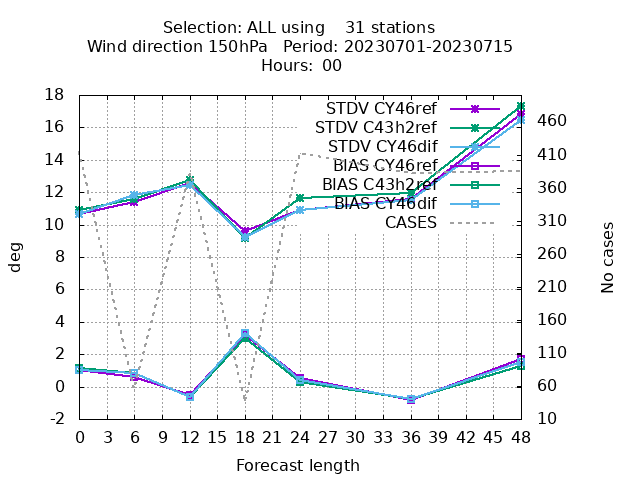 Selection: ALL using    31 stations
Wind direction 150hPa   Period: 20230701-20230715
Hours: 00
STDV CY46ref
STDV C43h2ref
STDV CY46dif
BIAS CY46ref
BIAS C43h2ref
BIAS CY46dif
CASES
18
16
14
12
10
8
6
4
2
0
-2
deg
460
410
360
310
260
210
160
110
60
10
No cases
0 3 6 9 12 15 18 21 24 27 30 33 36 39 42 45 48
Forecast length